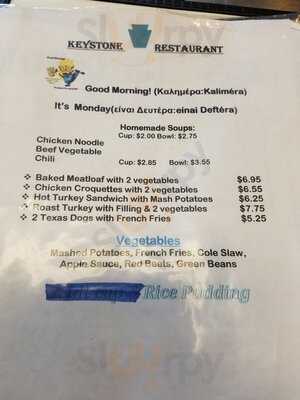 KEYSTONE RESTAURANT
Good Morning! (Καλημέρα:Kaliméra)
It's Monday(είναι Δευτέρα:eínai Deftéra)
Homemade Soups:
Cup: $2.00 Bowl: $2.75
Chicken Noodle
Beef Vegetable
Chili Cup: $2.85 Bowl: $3.55
Baked Meatloaf with 2 vegetables $6.95
Chicken Croquettes with 2 vegetables $6.55
Hot Turkey Sandwich with Mash Potatoes $6.25
Roast Turkey with Filling & 2 vegetables $7.75
2 Texas Dogs with French Fries $5.25
Vegetables
Mashed Potatoes, French Fries, Cole Slaw,
Apple Sauce, Red Beets, Green Beans
Rice Pudding